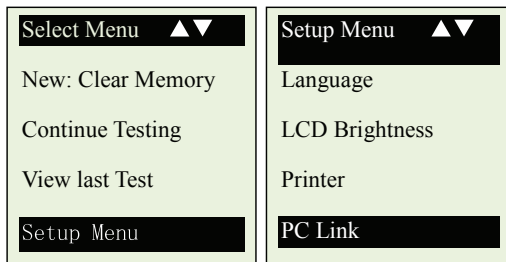 Select Menu ▲▼
New: Clear Memory
Continue Testing
View last Test
Setup Menu
Setup Menu ▲▼
Language
LCD Brightness
Printer
PC Link